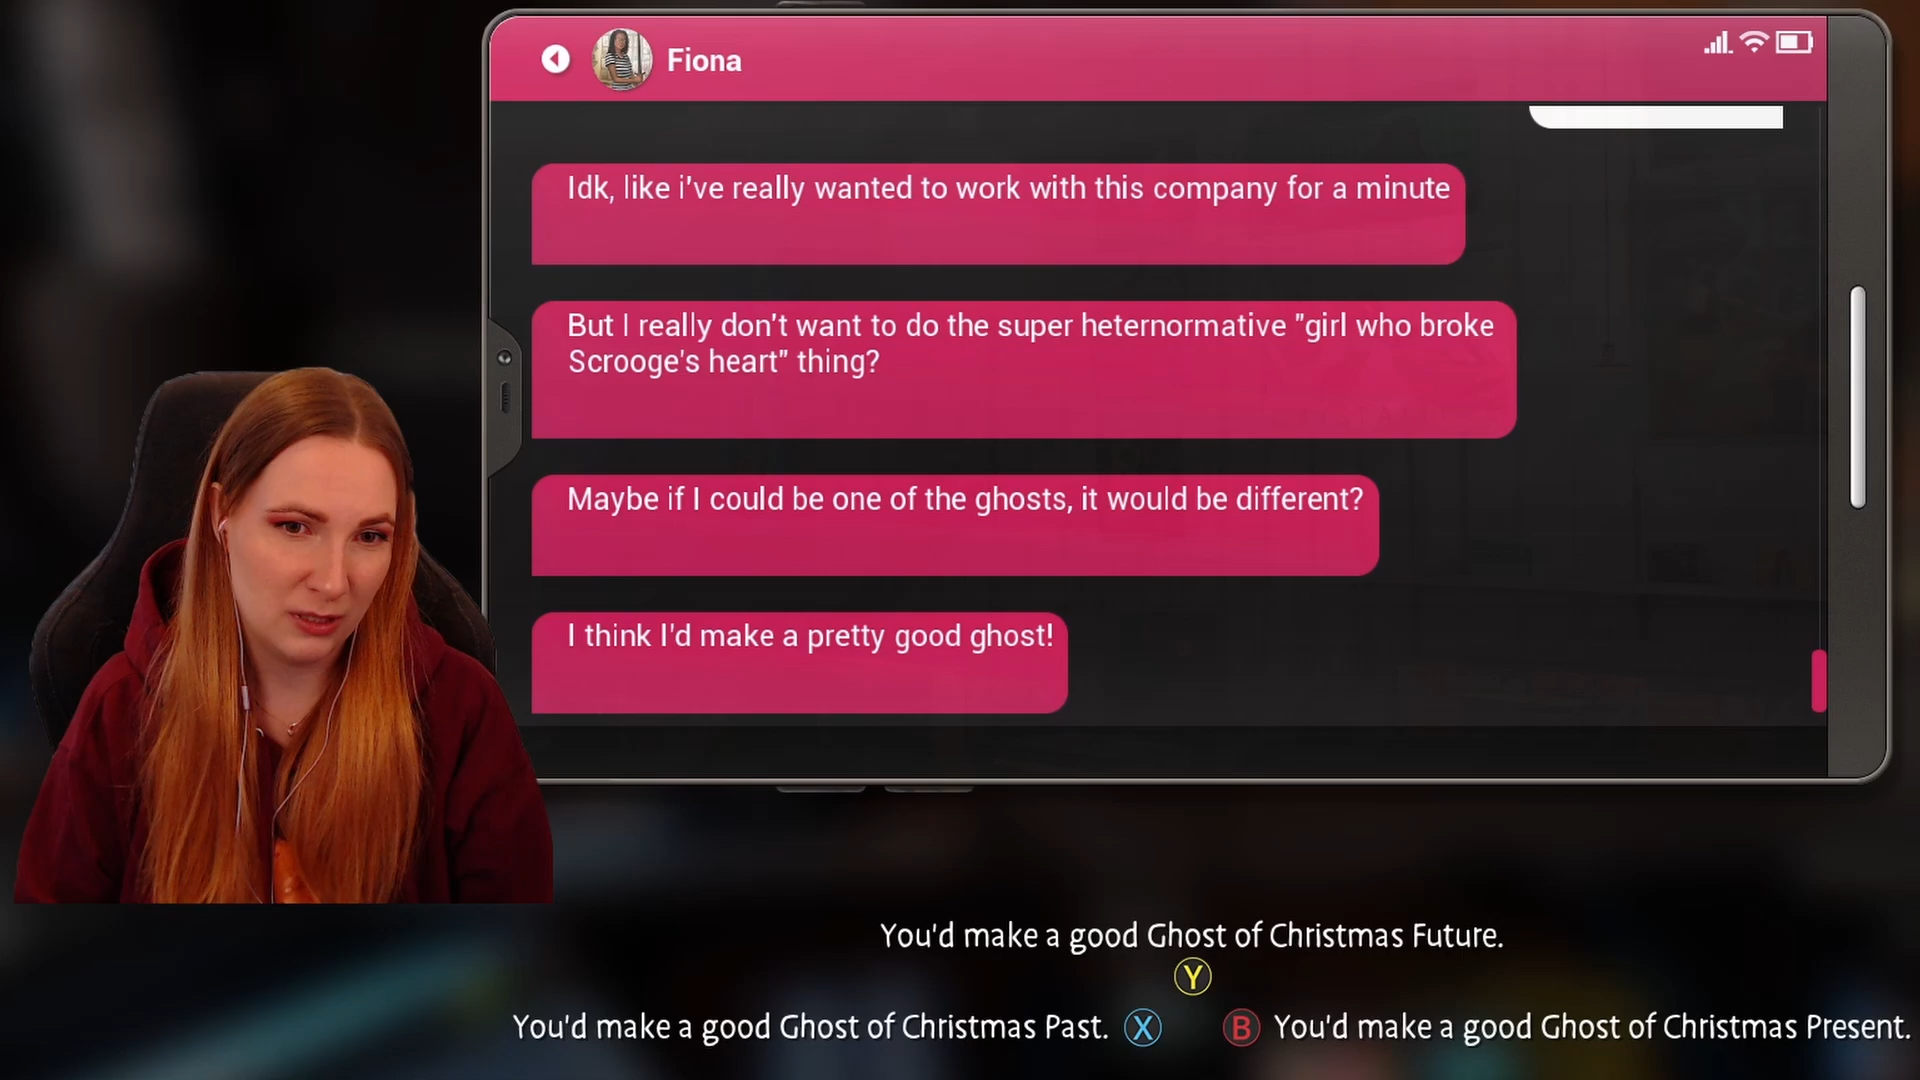 Fiona
Idk, like i've really wanted to work with this company for a minute
But I really don't want to do the super heternormative "girl who broke
Scrooge's heart" thing?
Maybe if I could be one of the ghosts, it would be different?
I think I'd make a pretty good ghost!
You'd make a good Ghost of Christmas Future.
Y
You'd make a good Ghost of Christmas Past. X B You'd make a good Ghost of Christmas Present.